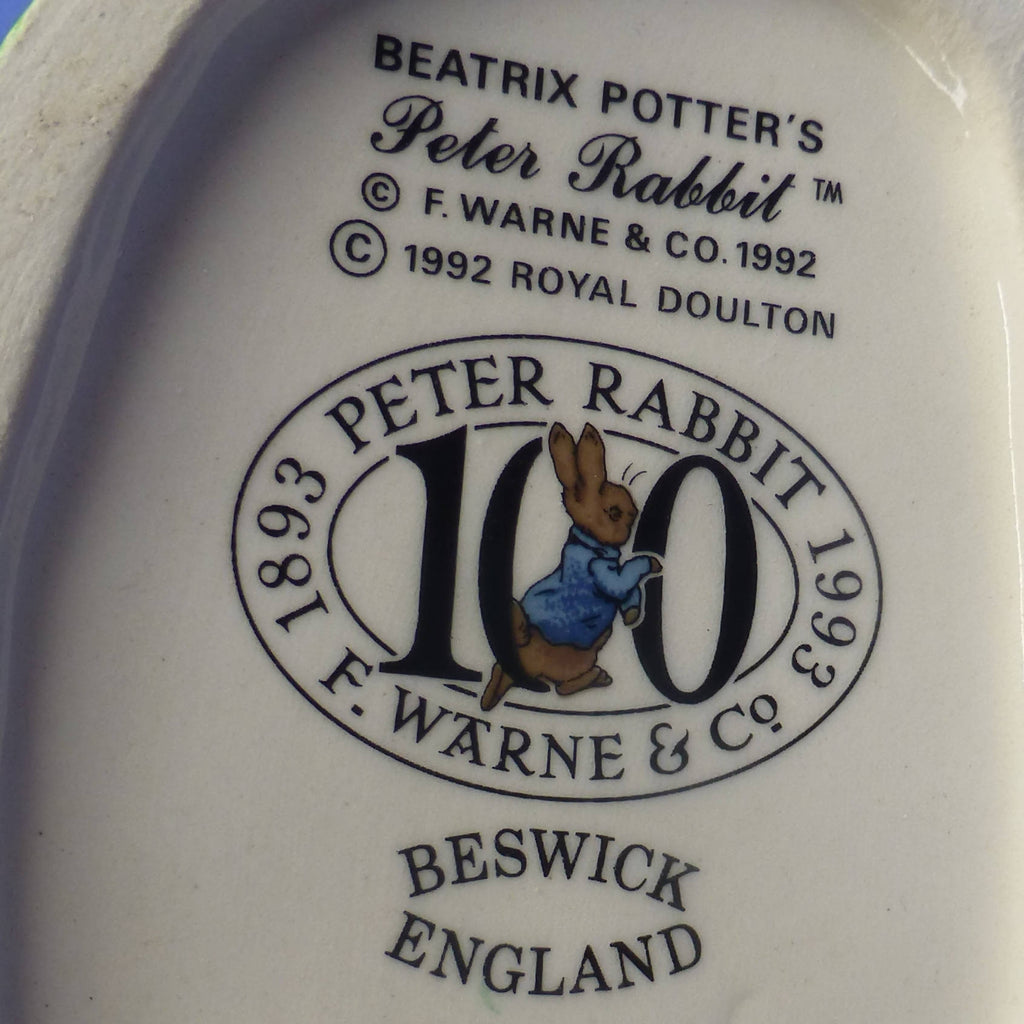 BEATRIX POTTER'S
Peter Rabbit ™
© F. WARNE & CO. 1992
© 1992 ROYAL DOULTON
1893 PETER RABBIT 1993
100
F. WARNE & Co
BESWICK
ENGLAND